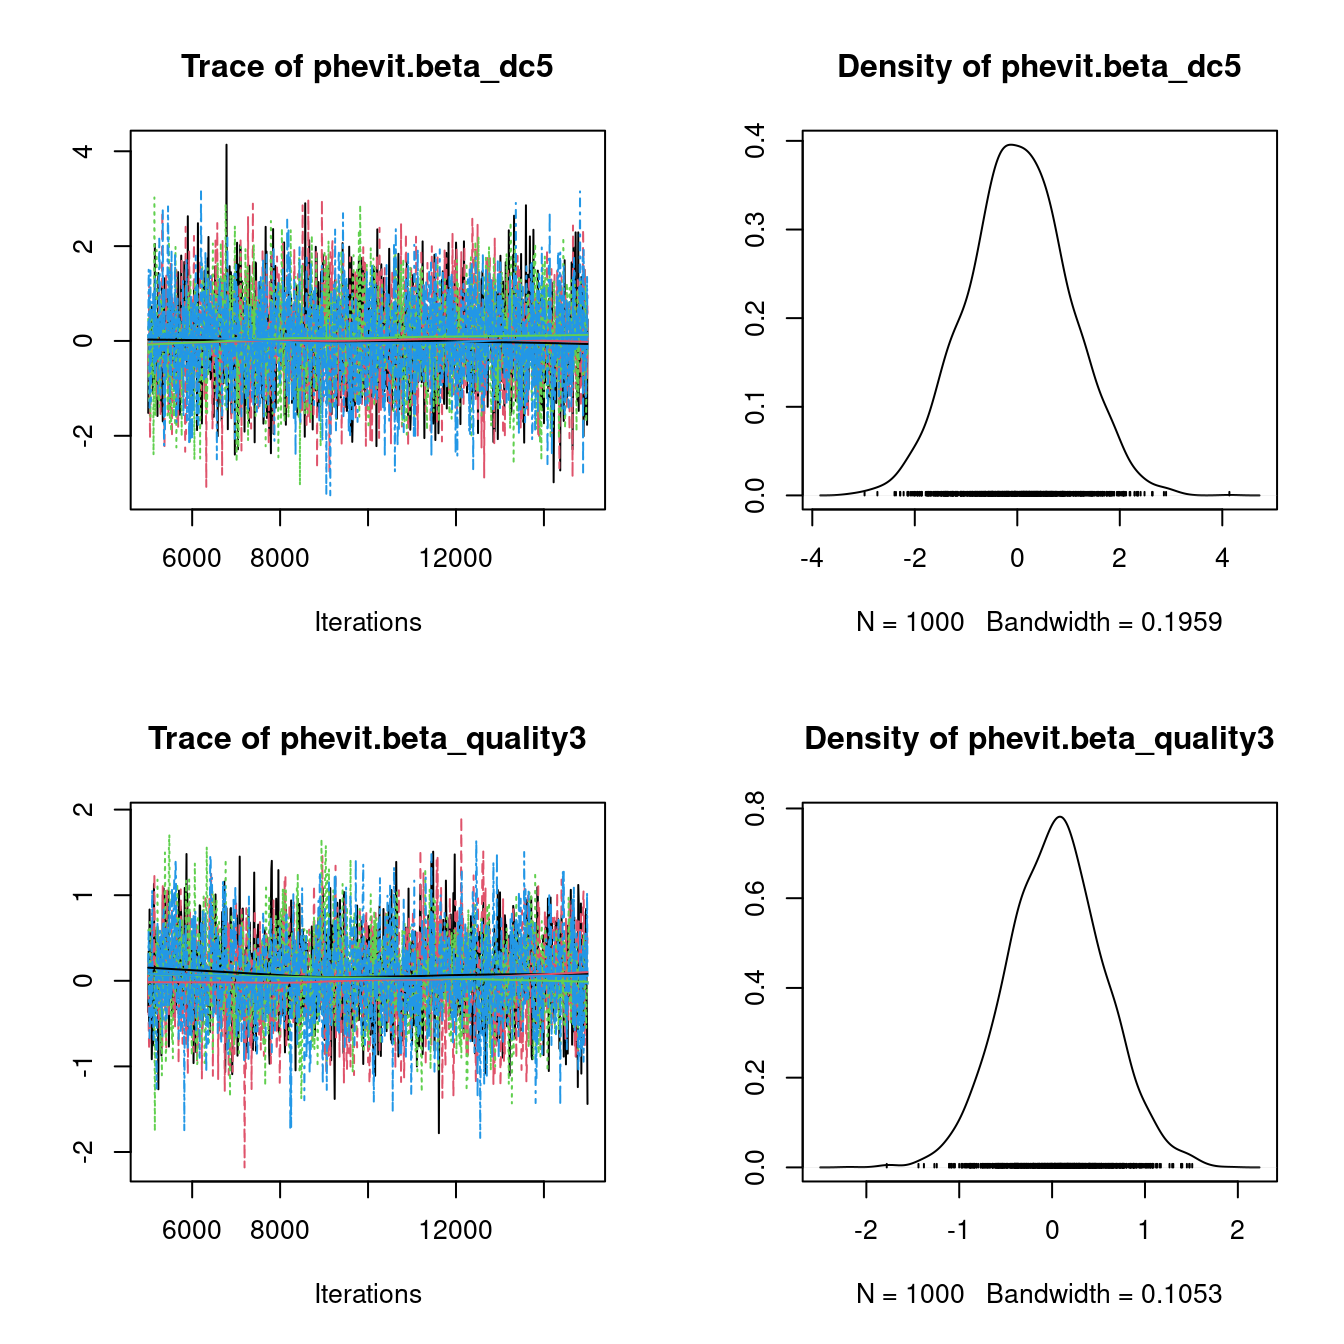 Trace of phevit.beta_dc5
4
2
0
-2
6000 8000 12000
Iterations
Density of phevit.beta_dc5
0.4
0.3
0.2
0.1
0.0
-4 -2 0 2 4
N = 1000 Bandwidth = 0.1959
Trace of phevit.beta_quality3
2
1
0
-1
-2
6000 8000 12000
Iterations
Density of phevit.beta_quality3
0.8
0.6
0.4
0.2
0.0
-2 -1 0 1 2
N = 1000 Bandwidth = 0.1053